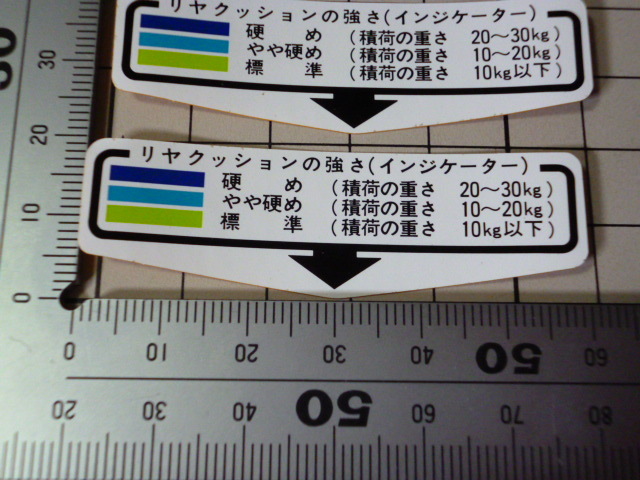 リヤクッションの強さ(インジケーター)
硬 め (積荷の重さ 20～30kg)
やや硬め (積荷の重さ 10～20kg)
標 準 (積荷の重さ 10kg以下)
リヤクッションの強さ(インジケーター)
硬 め (積荷の重さ 20～30kg)
やや硬め (積荷の重さ 10～20kg)
標 準 (積荷の重さ 10kg以下)
30
20
10
0
0 10 20 30 40 50 60
20 30 40 50 60 70 80